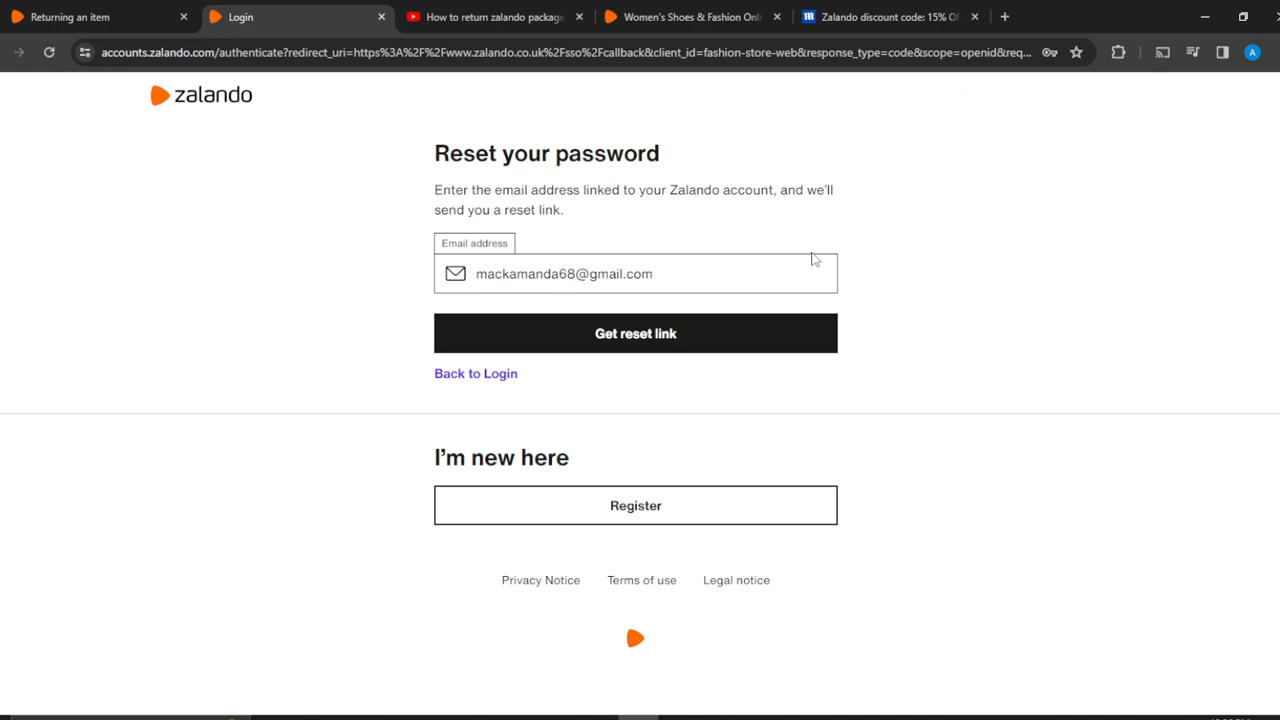 Returning an item
Login
How to return zalando package
Women's Shoes & Fashion Onli
Zalando discount code: 15% OF
accounts.zalando.com/authenticate?redirect_uri=https%3A%2F%2Fwww.zalando.co.uk%2Fsso%2Fcallback&client_id=fashion-store-web&response_type=code&scope=openid&req...
A
zalando
Reset your password
Enter the email address linked to your Zalando account, and we'll
send you a reset link.
Email address
mackamanda68@gmail.com
Get reset link
Back to Login
I'm new here
Register
Privacy Notice
Terms of use
Legal notice